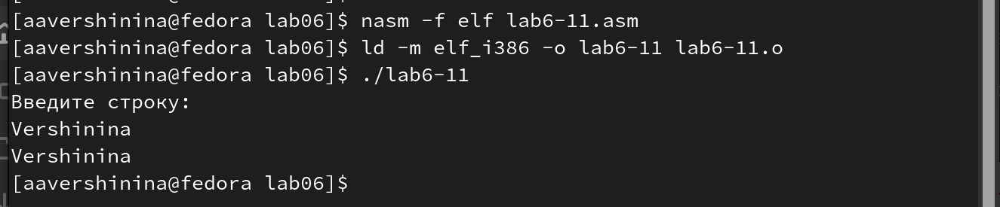 [aavershinina@fedora lab06]$ nasm -f elf lab6-11.asm
[aavershinina@fedora lab06]$ ld -m elf_i386 -o lab6-11 lab6-11.o
[aavershinina@fedora lab06]$ ./lab6-11
Введите строку:
Vershinina
Vershinina
[aavershinina@fedora lab06]$